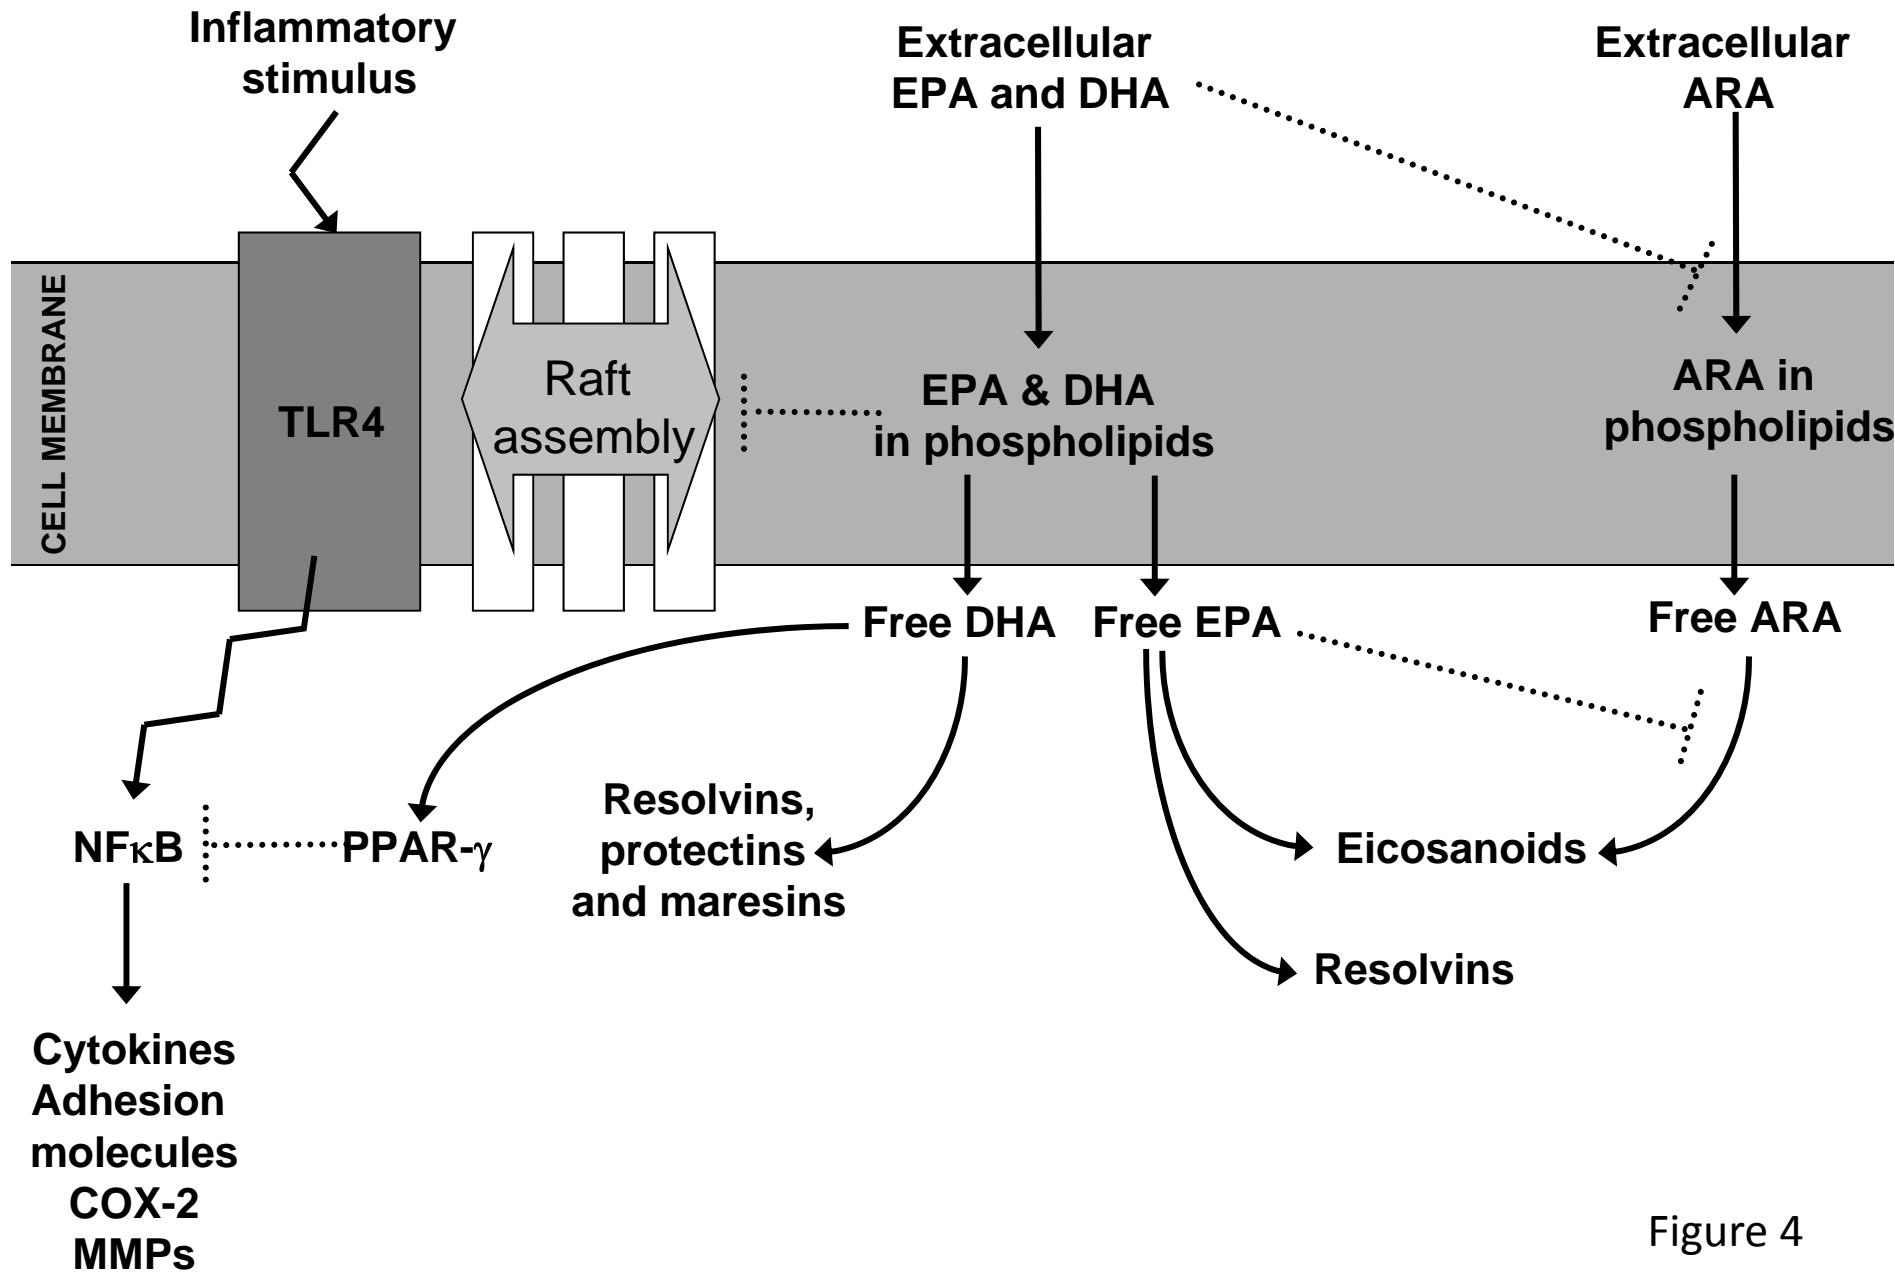 Inflammatory
stimulus
Extracellular
EPA and DHA
Extracellular
ARA
CELL MEMBRANE
TLR4
Raft
assembly
EPA & DHA
in phospholipids
ARA in
phospholipids
Free DHA
Free EPA
Free ARA
NFκB
PPAR-γ
Resolvins,
protectins
and maresins
Eicosanoids
Resolvins
Cytokines
Adhesion
molecules
COX-2
MMPs
Figure 4